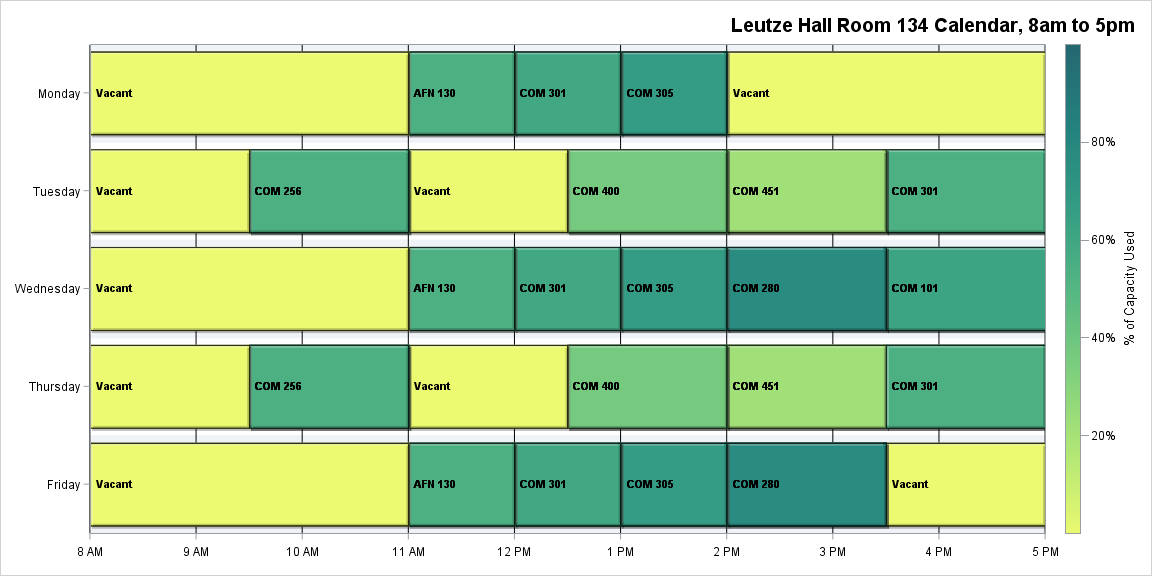 Leutze Hall Room 134 Calendar, 8am to 5pm
Monday
Vacant
AFN 130
COM 301
COM 305
Vacant
Tuesday
Vacant
COM 256
Vacant
COM 400
COM 451
COM 301
Wednesday
Vacant
AFN 130
COM 301
COM 305
COM 280
COM 101
Thursday
Vacant
COM 256
Vacant
COM 400
COM 451
COM 301
Friday
Vacant
AFN 130
COM 301
COM 305
COM 280
Vacant
8 AM
9 AM
10 AM
11 AM
12 PM
1 PM
2 PM
3 PM
4 PM
5 PM
80%
60%
40%
20%
% of Capacity Used